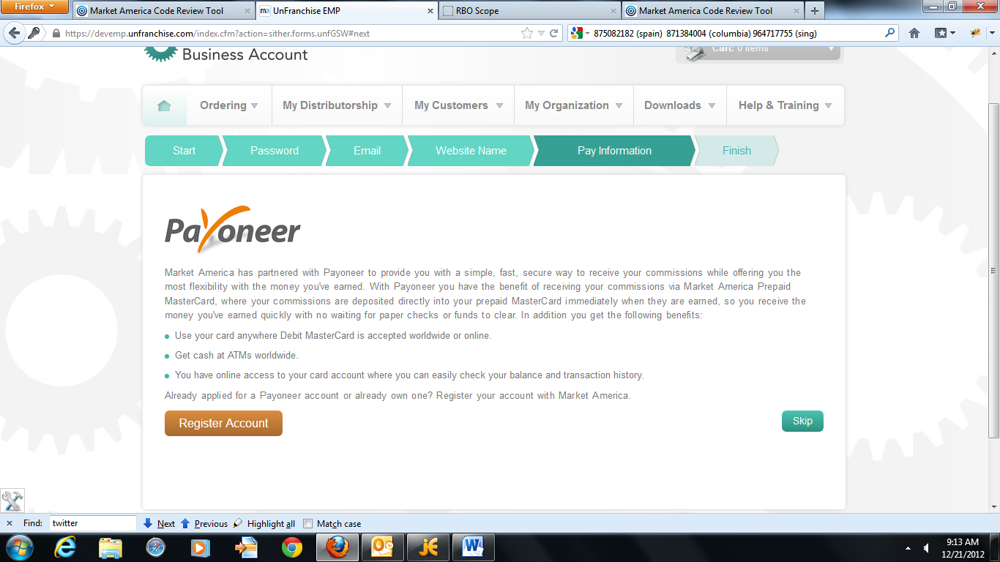 Firefox
Market America Code Review Tool
UnFranchise EMP
RBO Scope
Market America Code Review Tool
https://devemp.unfranchise.com/index.cfm?action=sither.forms.unfGSW#next
875082182 (spain) 871384004 (columbia) 964717755 (sing)
Business Account
Cart: 0 items
Ordering
My Distributorship
My Customers
My Organization
Downloads
Help & Training
Start
Password
Email
Website Name
Pay Information
Finish
Payoneer
Market America has partnered with Payoneer to provide you with a simple, fast, secure way to receive your commissions while offering you the
most flexibility with the money you've earned. With Payoneer you have the benefit of receiving your commissions via Market America Prepaid
MasterCard, where your commissions are deposited directly into your prepaid MasterCard immediately when they are earned, so you receive the
money you've earned quickly with no waiting for paper checks or funds to clear. In addition you get the following benefits:
Use your card anywhere Debit MasterCard is accepted worldwide or online.
Get cash at ATMs worldwide.
You have online access to your card account where you can easily check your balance and transaction history.
Already applied for a Payoneer account or already own one? Register your account with Market America.
Register Account
Skip
Find: twitter
Next
Previous
Highlight all
Match case
9:13 AM
12/21/2012